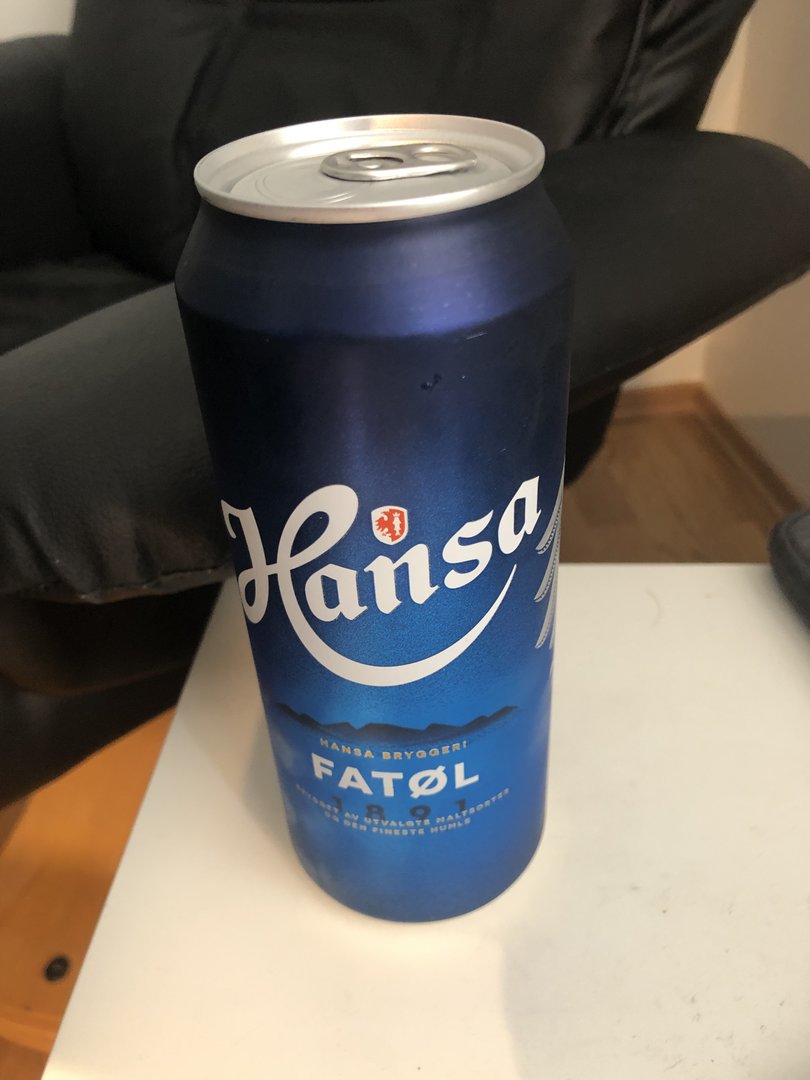 Hansa
HANSA BRYGGERI
FATØL
1891
BRYGGET AV UTVALGTE MALTSORTER
OG DEN FINESTE HUMLE